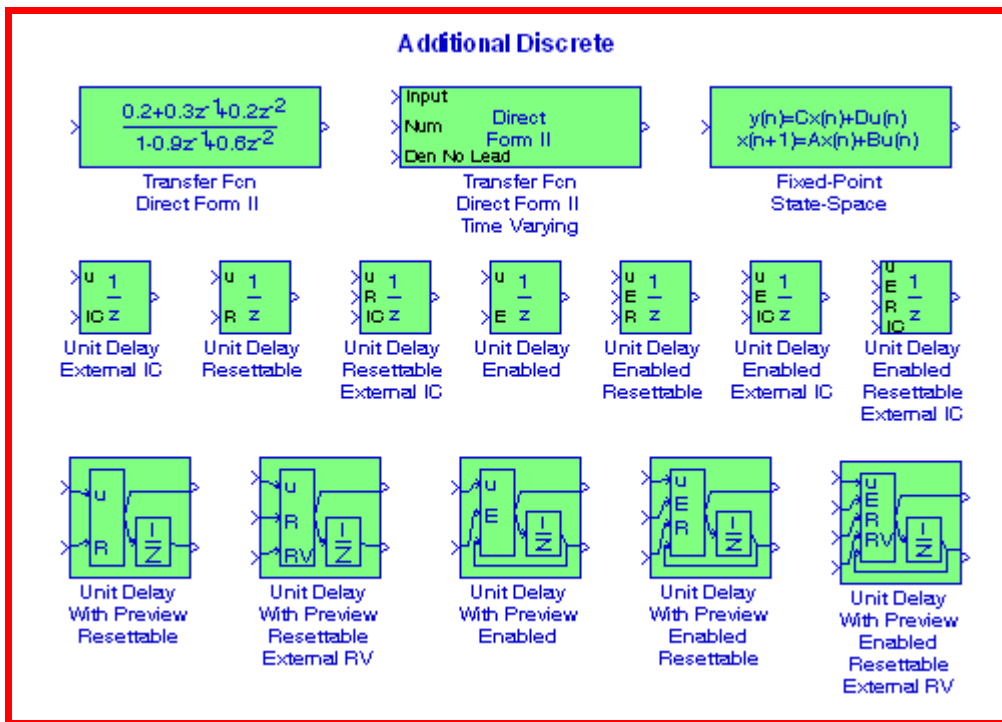 Additional Discrete
0.2+0.3z^-1+0.2z^-2
1-0.9z^-1+0.6z^-2
Transfer Fcn
Direct Form II
Input
Num
Den No Lead
Direct
Form II
Transfer Fcn
Direct Form II
Time Varying
y(n)=Cx(n)+Du(n)
x(n+1)=Ax(n)+Bu(n)
Fixed-Point
State-Space
u
IC
1
z
Unit Delay
External IC
u
R
1
z
Unit Delay
Resettable
u
R
IC
1
z
Unit Delay
Resettable
External IC
u
E
1
z
Unit Delay
Enabled
u
E
R
1
z
Unit Delay
Enabled
Resettable
u
E
IC
1
z
Unit Delay
Enabled
External IC
u
E
R
IC
1
z
Unit Delay
Enabled
Resettable
External IC
u
R
1
Z
Unit Delay
With Preview
Resettable
u
R
RV
1
Z
Unit Delay
With Preview
Resettable
External RV
u
E
1
Z
Unit Delay
With Preview
Enabled
u
E
R
1
Z
Unit Delay
With Preview
Enabled
Resettable
u
E
R
RV
1
Z
Unit Delay
With Preview
Enabled
Resettable
External RV